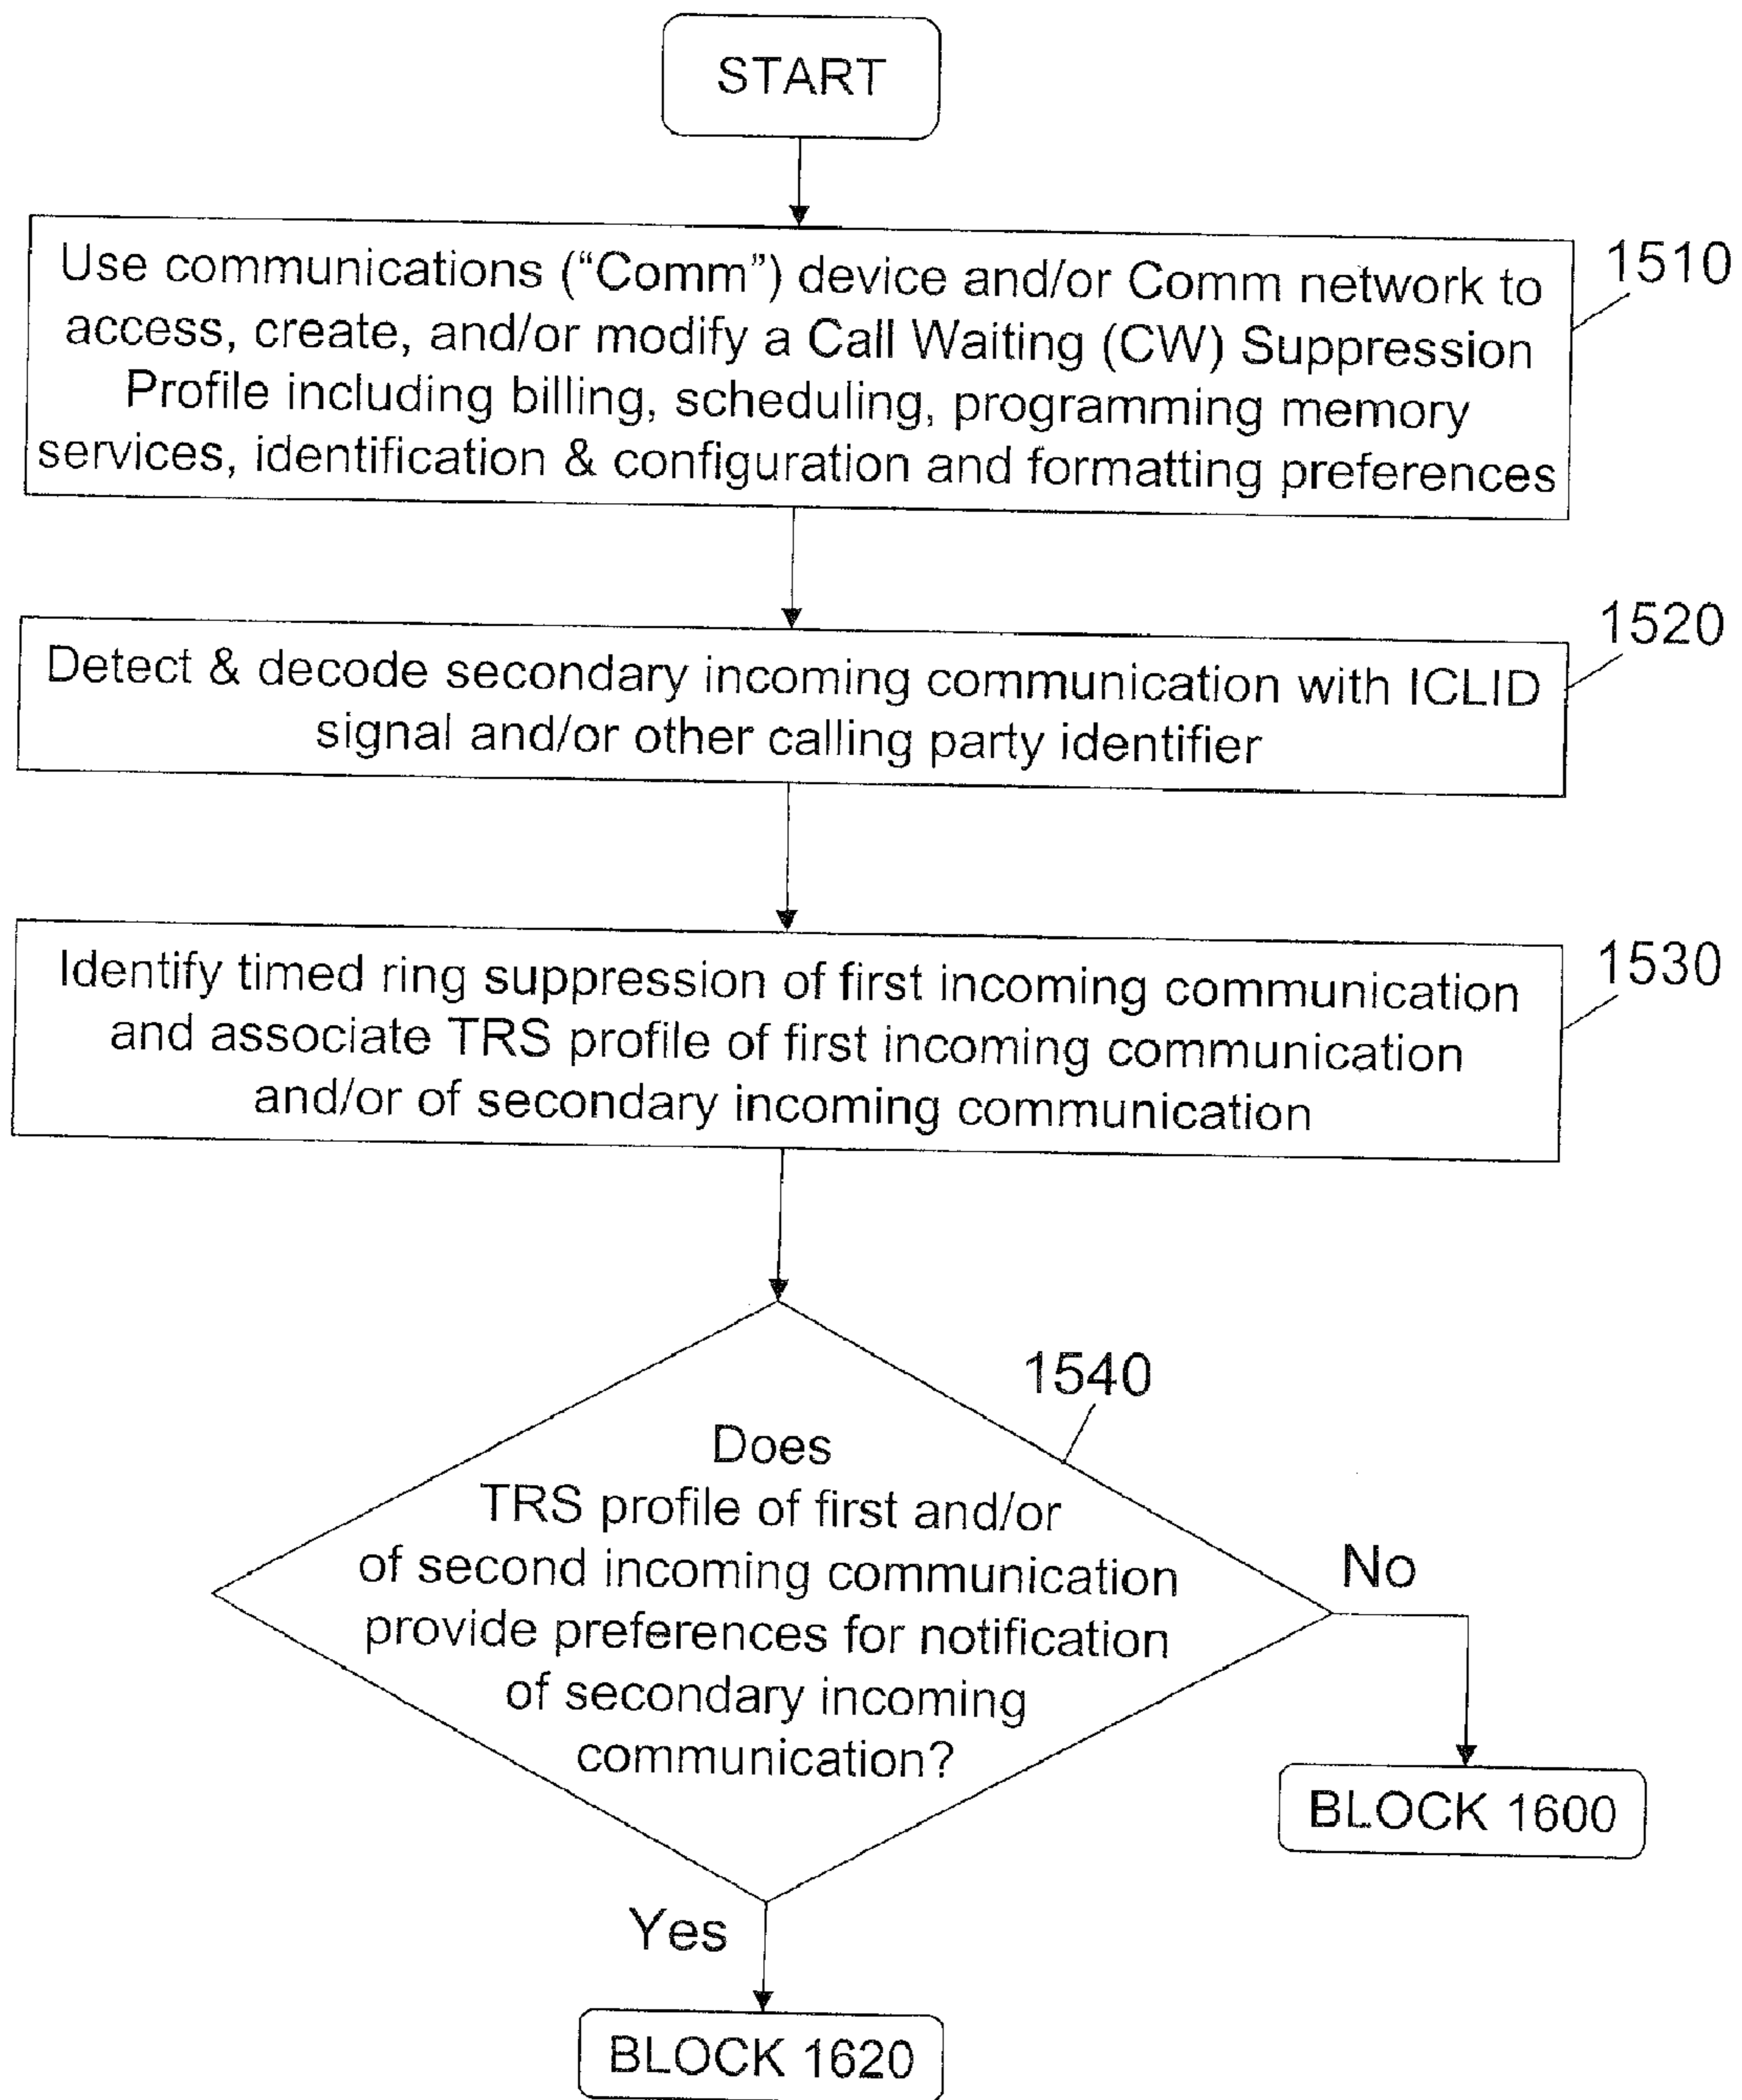 START
Use communications (“Comm”) device and/or Comm network to
access, create, and/or modify a Call Waiting (CW) Suppression
Profile including billing, scheduling, programming memory
services, identification & configuration and formatting preferences
1510
Detect & decode secondary incoming communication with ICLID
signal and/or other calling party identifier
1520
Identify timed ring suppression of first incoming communication
and associate TRS profile of first incoming communication
and/or of secondary incoming communication
1530
1540
Does
TRS profile of first and/or
of second incoming communication
provide preferences for notification
of secondary incoming
communication?
No
BLOCK 1600
Yes
BLOCK 1620